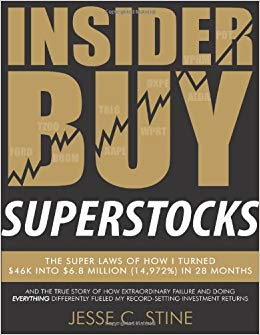 INSIDER
BUY
SUPERSTOCKS
THE SUPER LAWS OF HOW I TURNED
$46K INTO $6.8 MILLION (14,972%) IN 28 MONTHS
AND THE TRUE STORY OF HOW EXTRAORDINARY FAILURE AND DOING
EVERYTHING DIFFERENTLY FUELED MY RECORD-SETTING INVESTMENT RETURNS
JESSE C. STINE